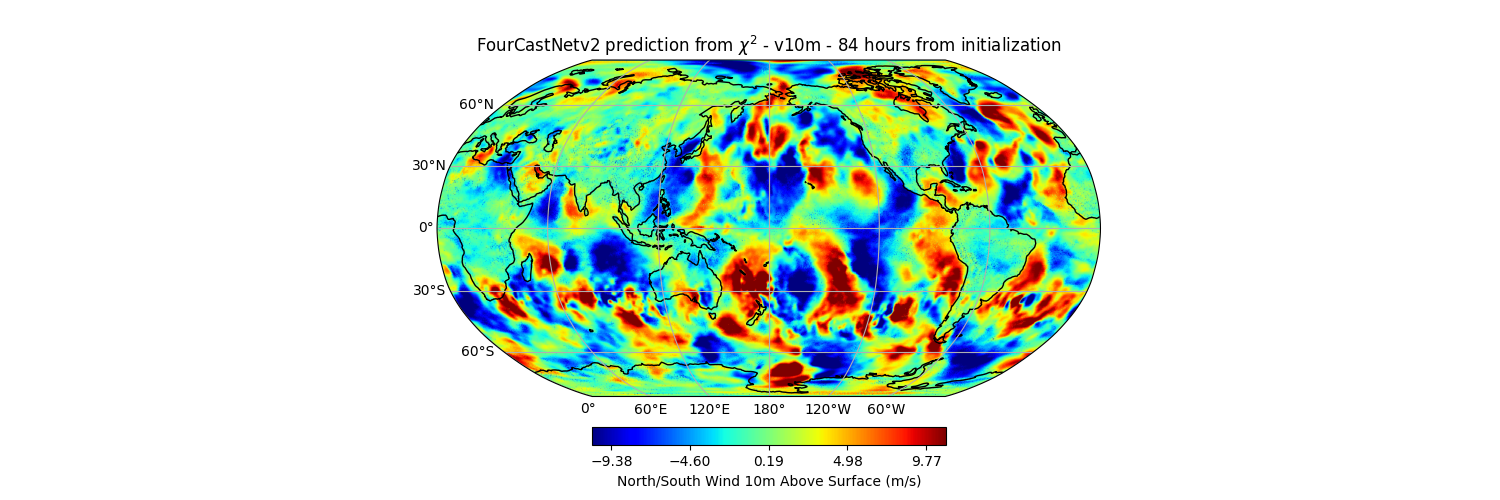 FourCastNetv2 prediction from χ² - v10m - 84 hours from initialization
60°N
30°N
0°
30°S
60°S
0° 60°E 120°E 180° 120°W 60°W
−9.38 −4.60 0.19 4.98 9.77
North/South Wind 10m Above Surface (m/s)